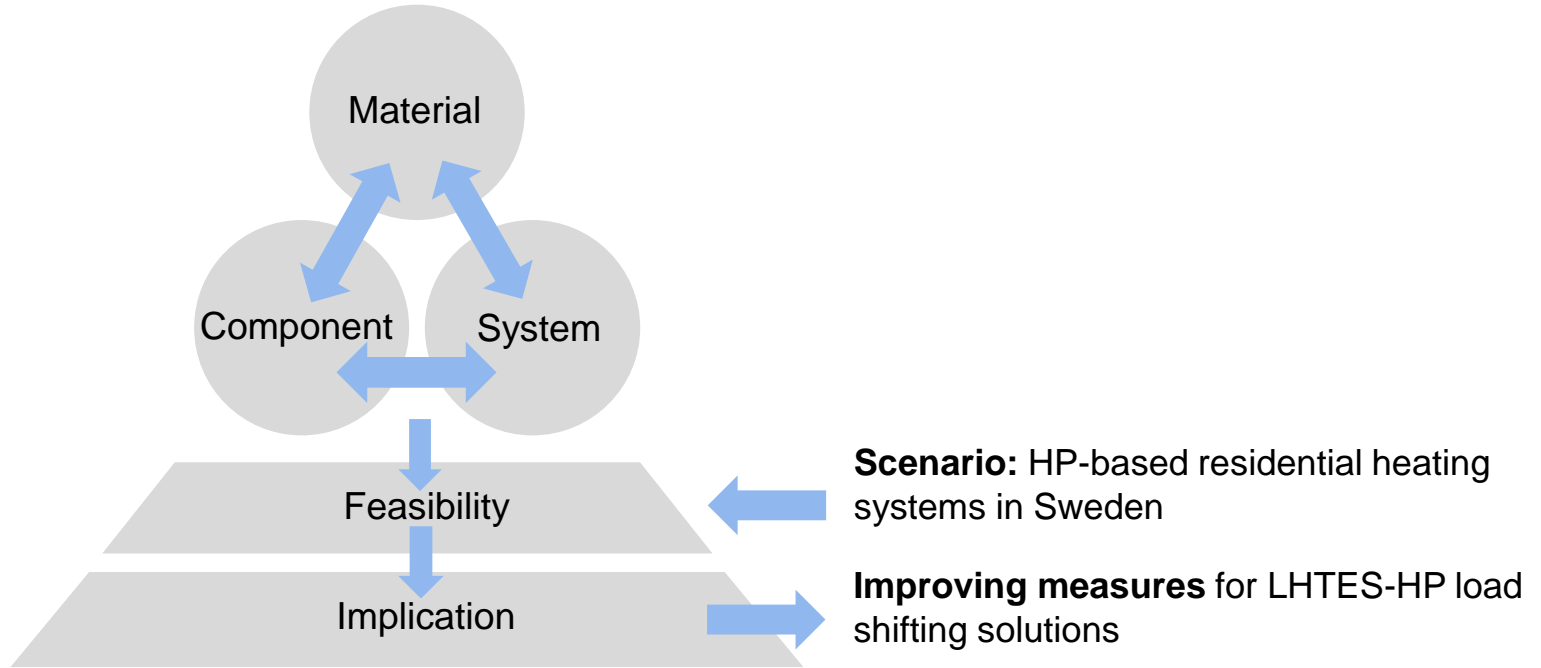 Material
Component
System
Feasibility
Scenario: HP-based residential heating
systems in Sweden
Implication
Improving measures for LHTES-HP load
shifting solutions